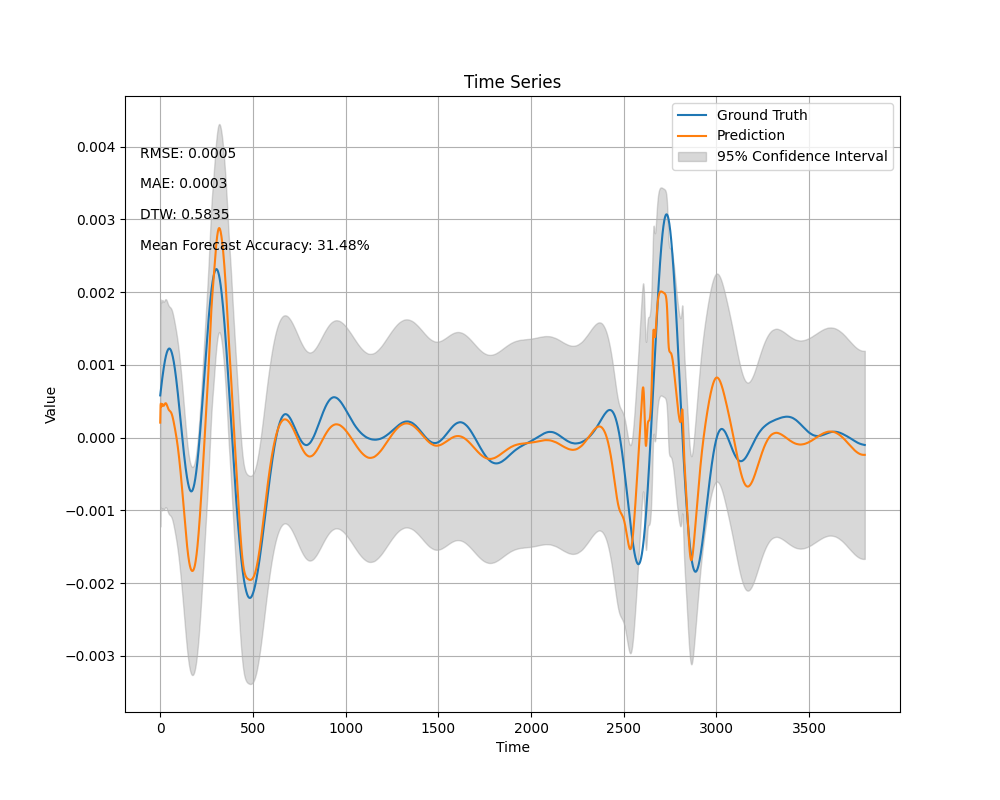 Time Series
Ground Truth
Prediction
95% Confidence Interval
RMSE: 0.0005
MAE: 0.0003
DTW: 0.5835
Mean Forecast Accuracy: 31.48%
Value
0.004
0.003
0.002
0.001
0.000
−0.001
−0.002
−0.003
0 500 1000 1500 2000 2500 3000 3500
Time